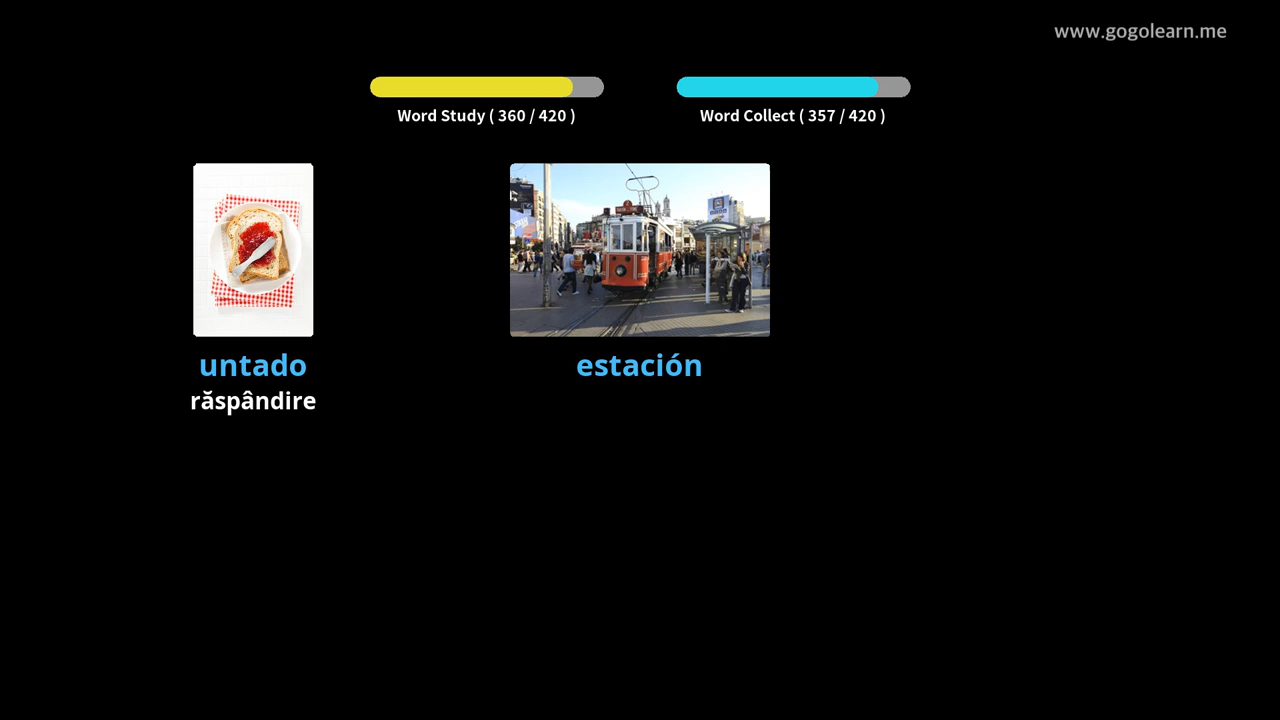 www.gogolearn.me
Word Study ( 360 / 420 )
Word Collect ( 357 / 420 )
untado
răspândire
estación